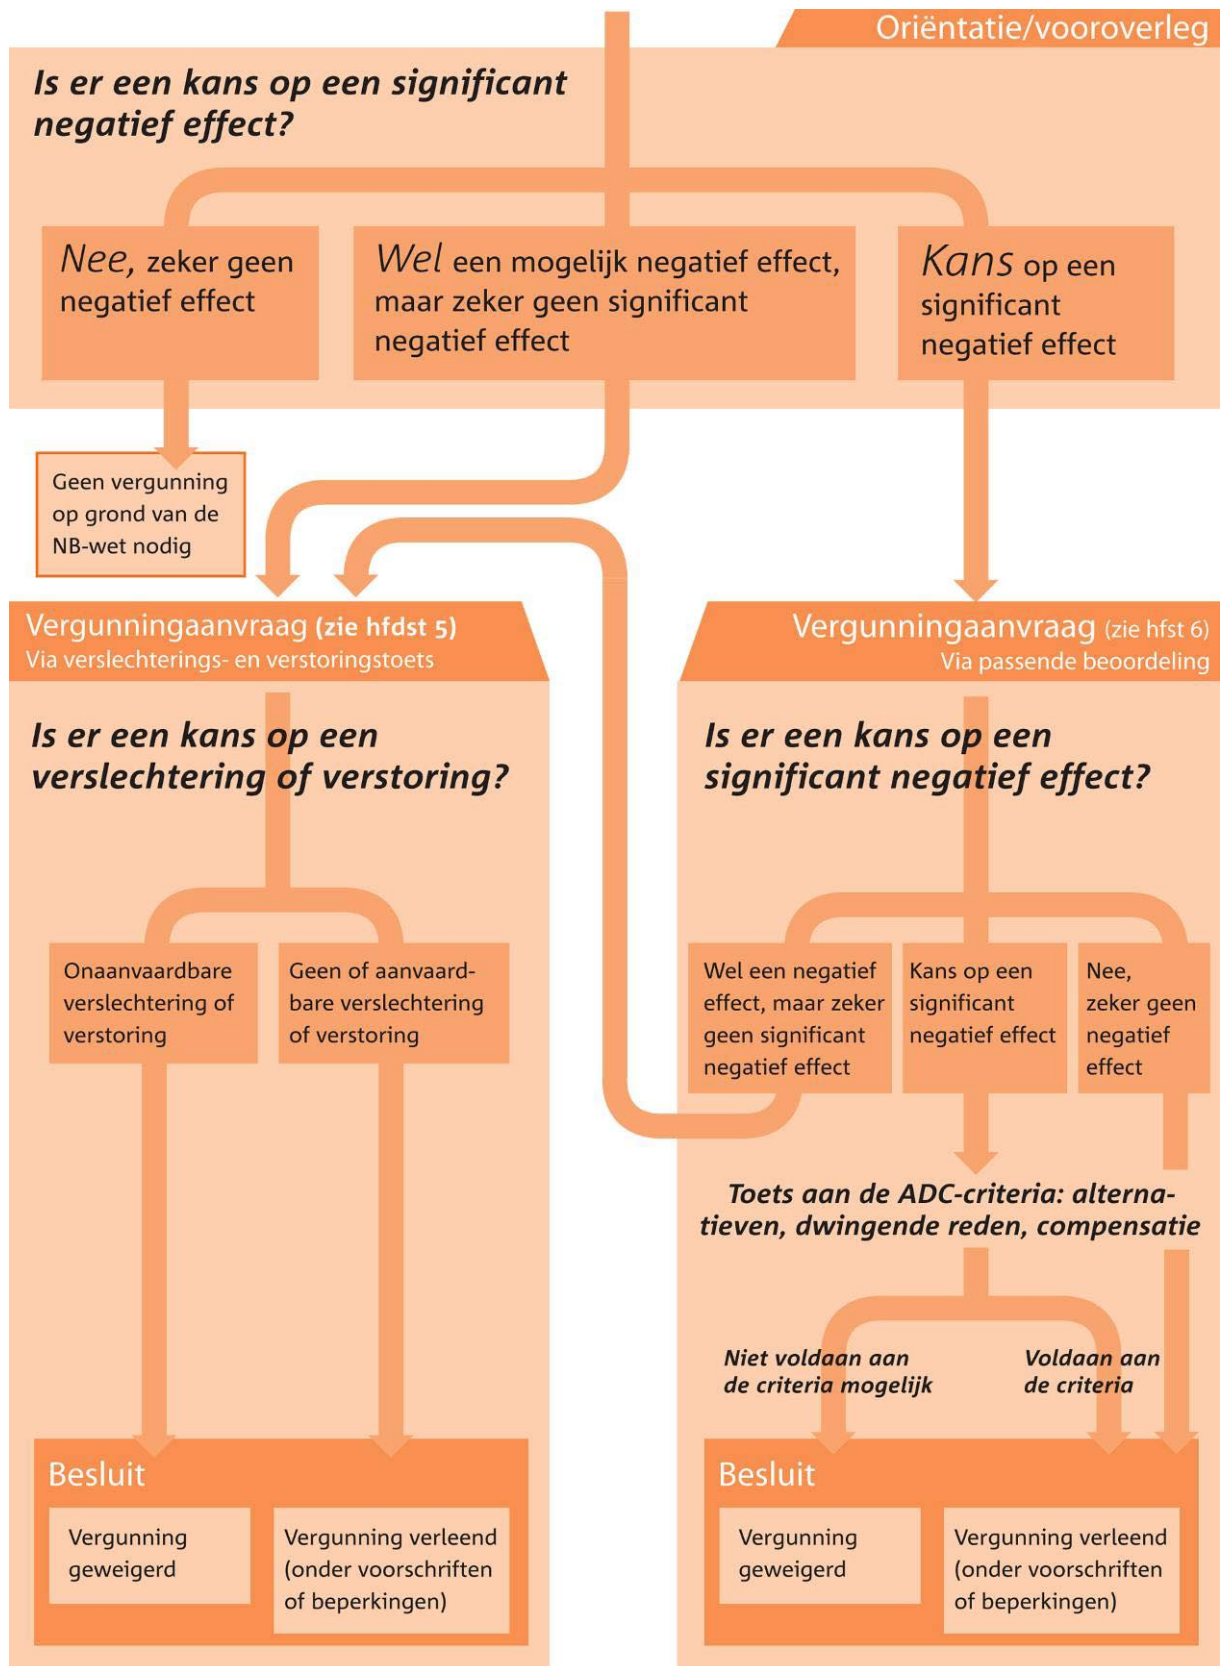 Oriëntatie/vooroverleg
Is er een kans op een significant
negatief effect?
Nee, zeker geen
negatief effect
Wel een mogelijk negatief effect,
maar zeker geen significant
negatief effect
Kans op een
significant
negatief effect
Geen vergunning
op grond van de
NB-wet nodig
Vergunningaanvraag (zie hfdst 5)
Via verslechterings- en verstoringstoets
Is er een kans op een
verslechtering of verstoring?
Onaanvaardbare
verslechtering of
verstoring
Geen of aanvaard-
bare verslechtering
of verstoring
Besluit
Vergunning
geweigerd
Vergunning verleend
(onder voorschriften
of beperkingen)
Vergunningaanvraag (zie hfst 6)
Via passende beoordeling
Is er een kans op een
significant negatief effect?
Wel een negatief
effect, maar zeker
geen significant
negatief effect
Kans op een
significant
negatief effect
Nee,
zeker geen
negatief
effect
Toets aan de ADC-criteria: alterna-
tieven, dwingende reden, compensatie
Niet voldaan aan
de criteria mogelijk
Voldaan aan
de criteria
Besluit
Vergunning
geweigerd
Vergunning verleend
(onder voorschriften
of beperkingen)